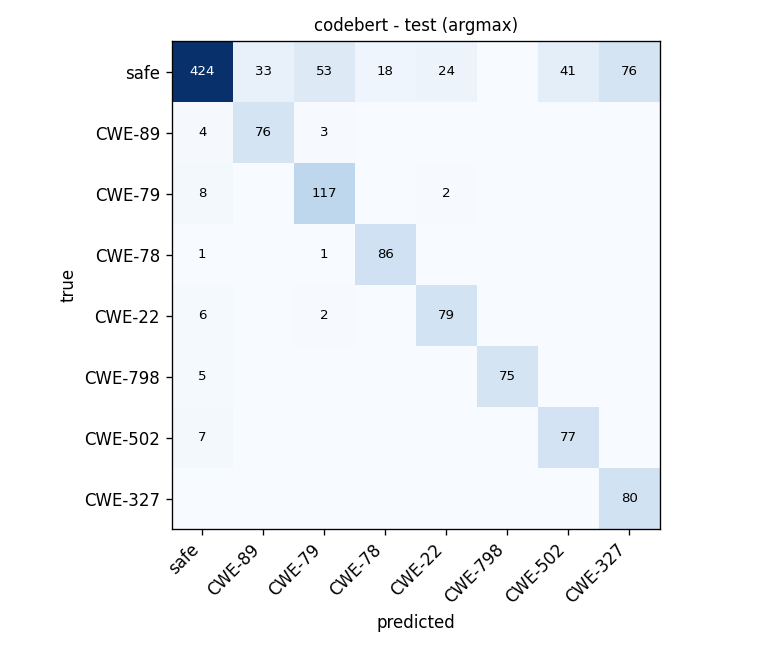 codebert - test (argmax)
safe 424 33 53 18 24 41 76
CWE-89 4 76 3
CWE-79 8 117 2
CWE-78 1 1 86
CWE-22 6 2 79
CWE-798 5 75
CWE-502 7 77
CWE-327 80
true
safe CWE-89 CWE-79 CWE-78 CWE-22 CWE-798 CWE-502 CWE-327
predicted